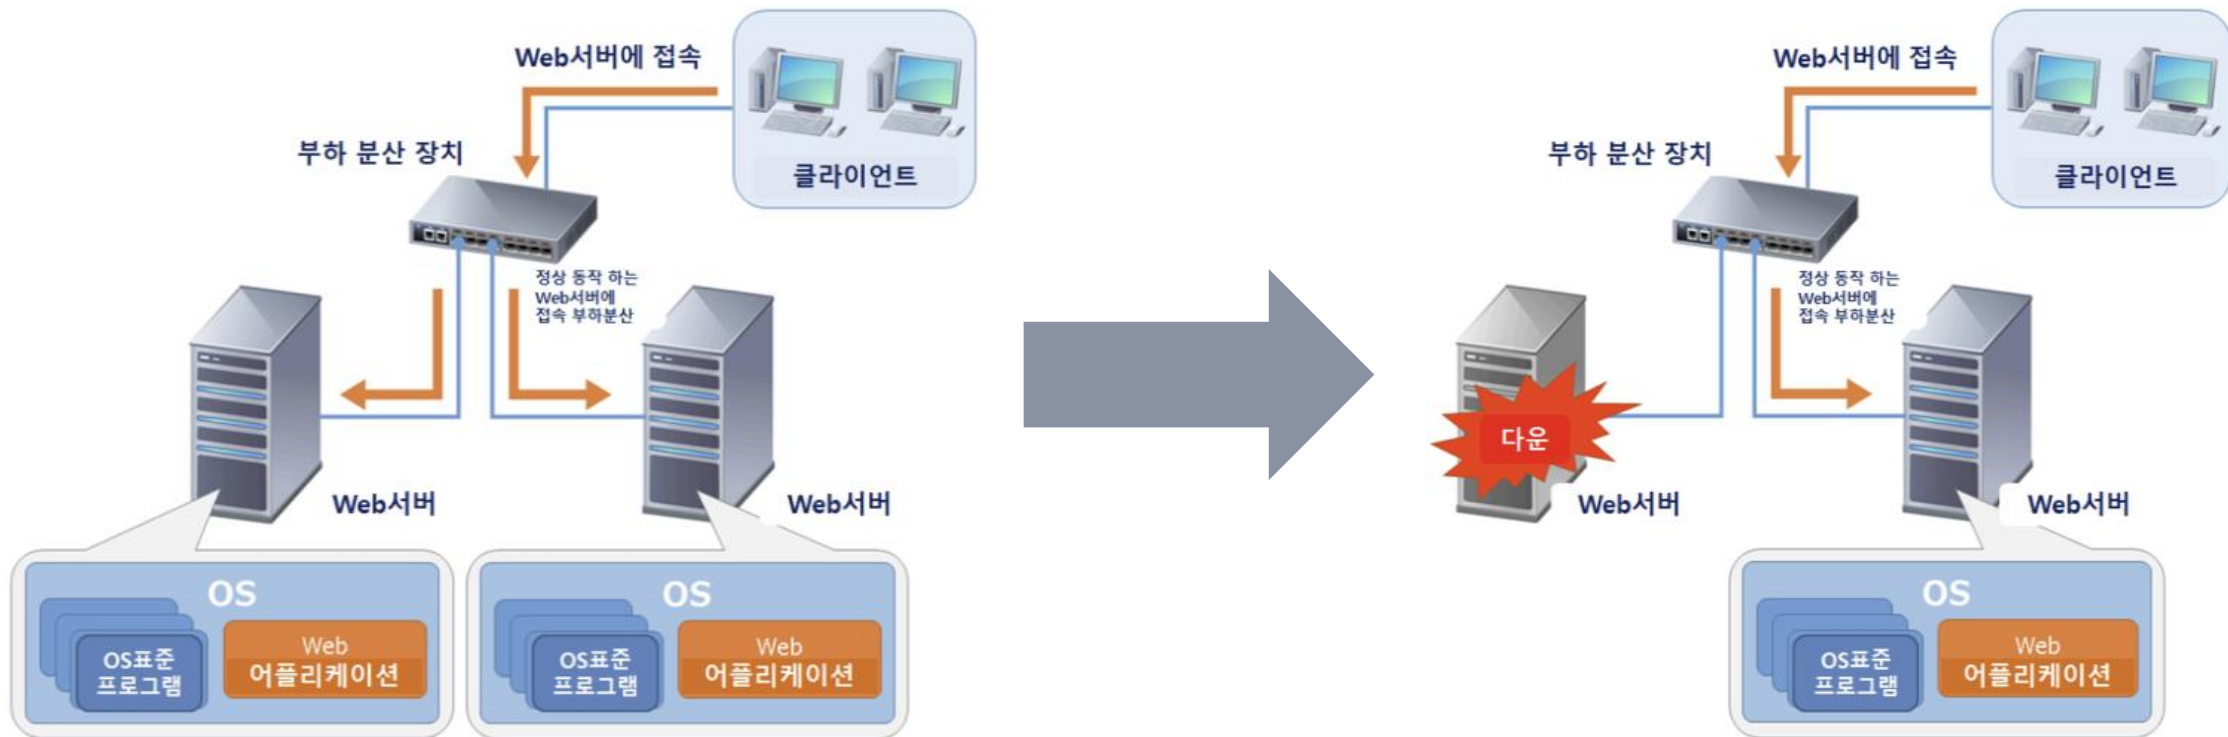 Web서버에 접속
부하 분산 장치
클라이언트
정상 동작 하는
Web서버에
접속 부하분산
Web서버
Web서버
OS
OS표준
프로그램
Web
어플리케이션
OS
OS표준
프로그램
Web
어플리케이션
Web서버에 접속
부하 분산 장치
클라이언트
정상 동작 하는
Web서버에
접속 부하분산
다운
Web서버
Web서버
OS
OS표준
프로그램
Web
어플리케이션